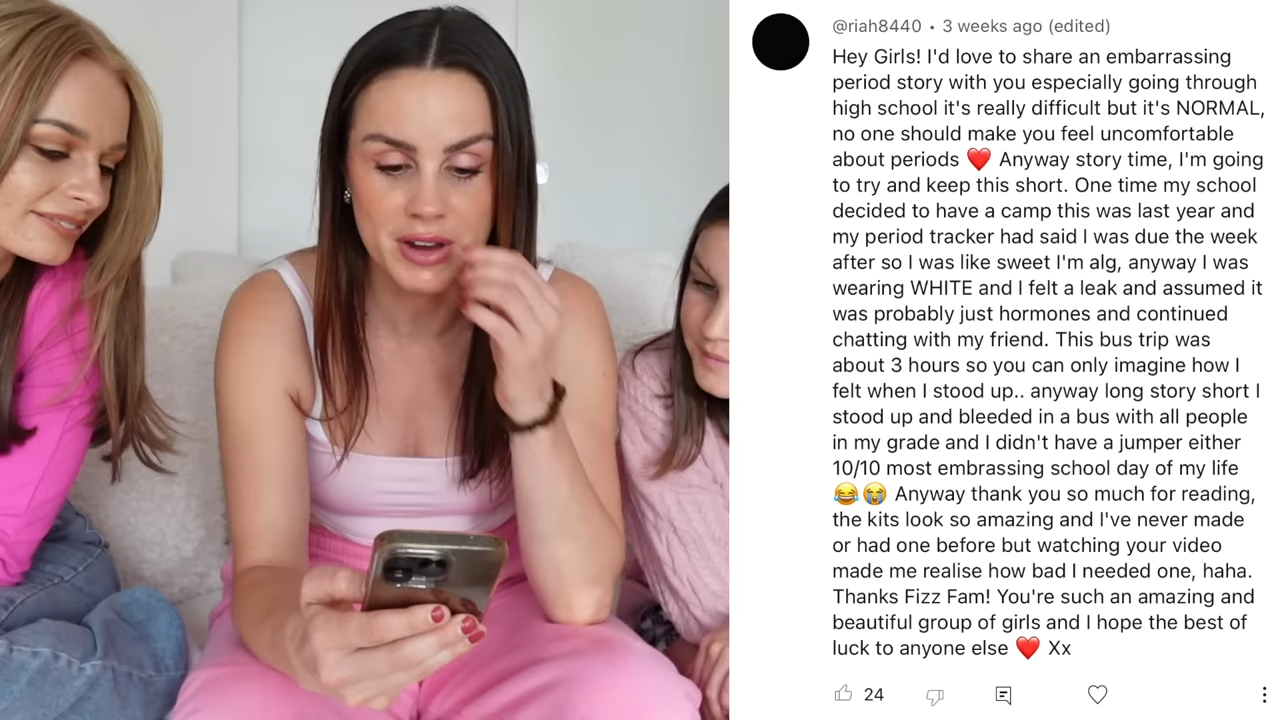 @riah8440 • 3 weeks ago (edited)
Hey Girls! I'd love to share an embarrassing
period story with you especially going through
high school it's really difficult but it's NORMAL,
no one should make you feel uncomfortable
about periods ❤️ Anyway story time, I'm going
to try and keep this short. One time my school
decided to have a camp this was last year and
my period tracker had said I was due the week
after so I was like sweet I'm alg, anyway I was
wearing WHITE and I felt a leak and assumed it
was probably just hormones and continued
chatting with my friend. This bus trip was
about 3 hours so you can only imagine how I
felt when I stood up.. anyway long story short I
stood up and bleeded in a bus with all people
in my grade and I didn't have a jumper either
10/10 most embrassing school day of my life
😂😭 Anyway thank you so much for reading,
the kits look so amazing and I've never made
or had one before but watching your video
made me realise how bad I needed one, haha.
Thanks Fizz Fam! You're such an amazing and
beautiful group of girls and I hope the best of
luck to anyone else ❤️ Xx
24